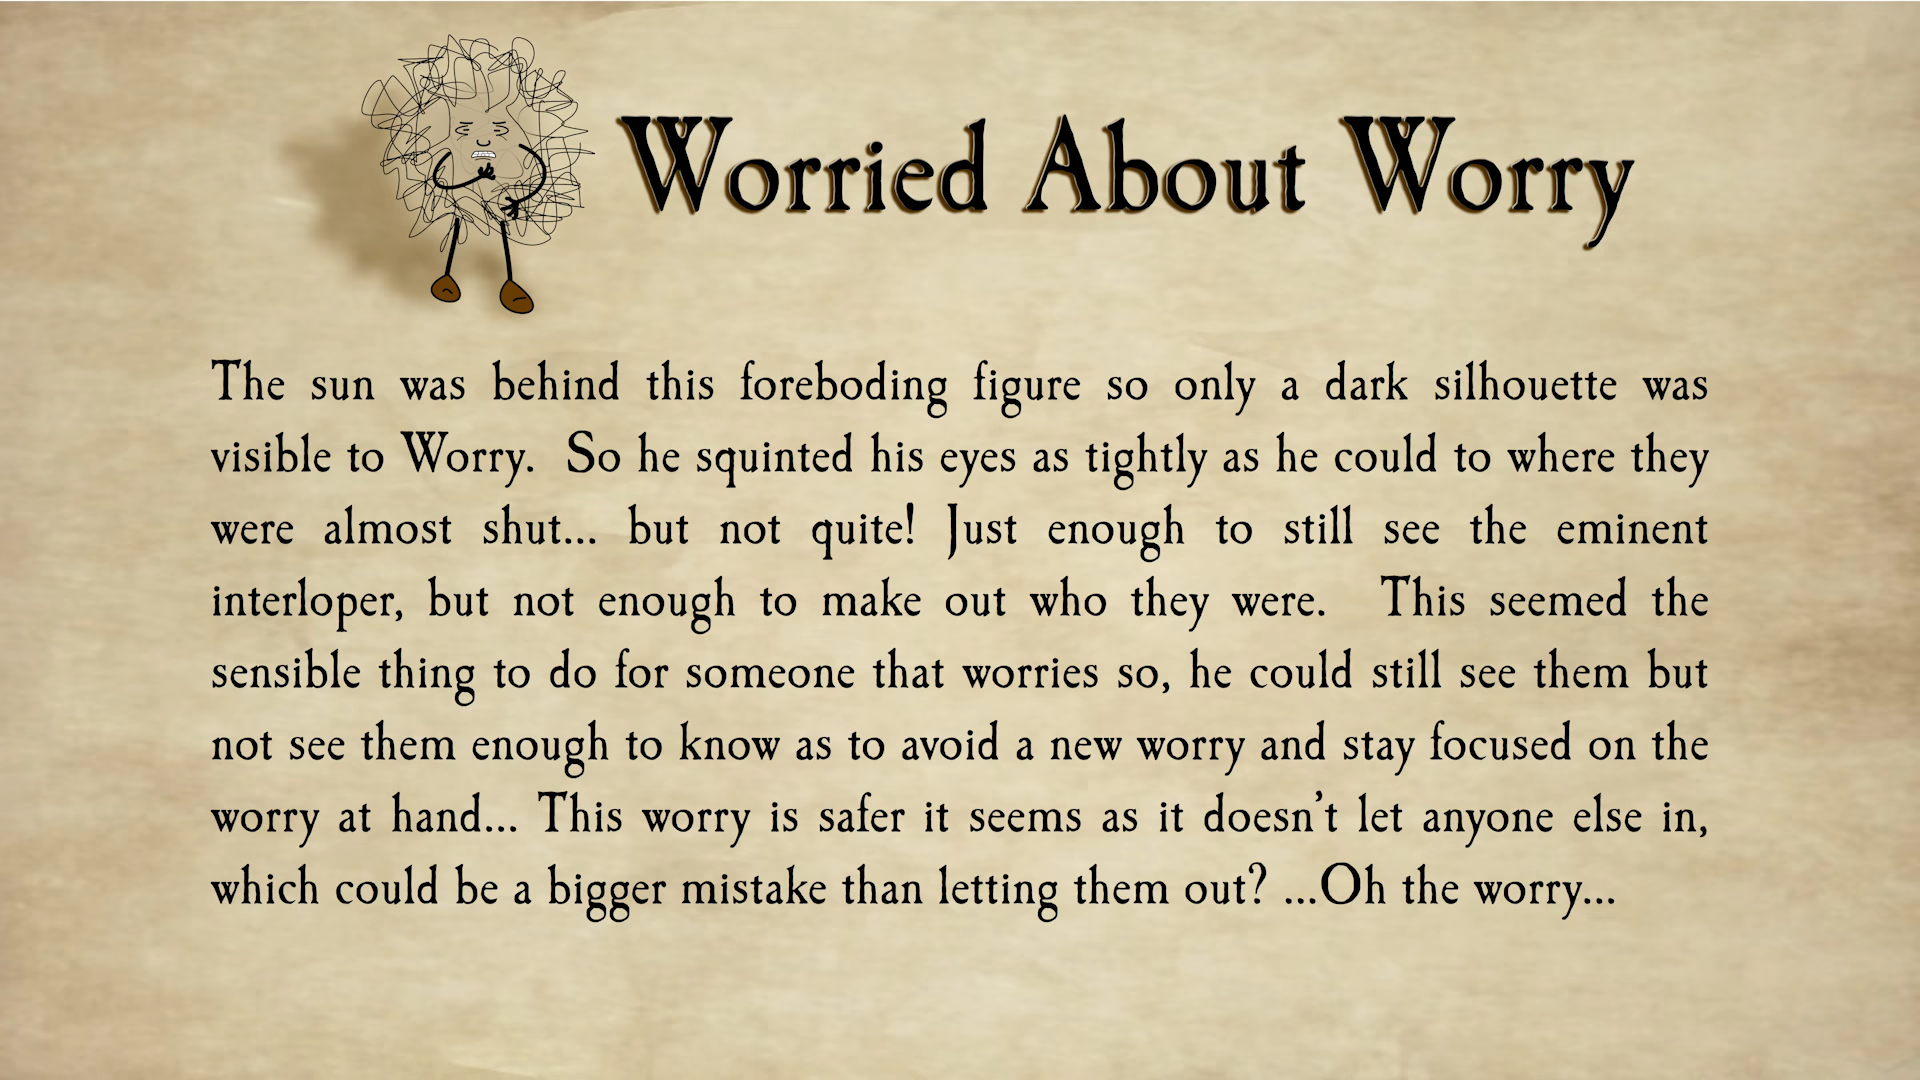 Worried About Worry
The sun was behind this foreboding figure so only a dark silhouette was
visible to Worry.  So he squinted his eyes as tightly as he could to where they
were almost shut... but not quite! Just enough to still see the eminent
interloper, but not enough to make out who they were.  This seemed the
sensible thing to do for someone that worries so, he could still see them but
not see them enough to know as to avoid a new worry and stay focused on the
worry at hand... This worry is safer it seems as it doesn't let anyone else in,
which could be a bigger mistake than letting them out? ...Oh the worry...